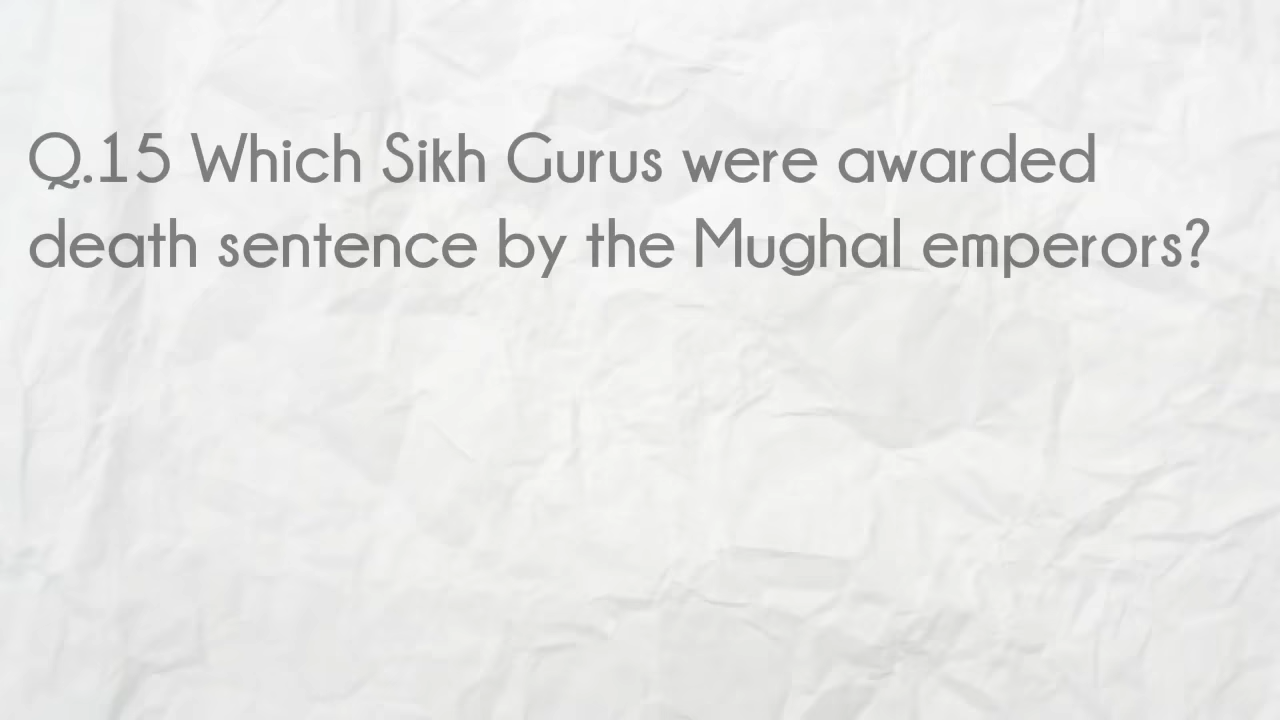 Q.15 Which Sikh Gurus were awarded
death sentence by the Mughal emperors?